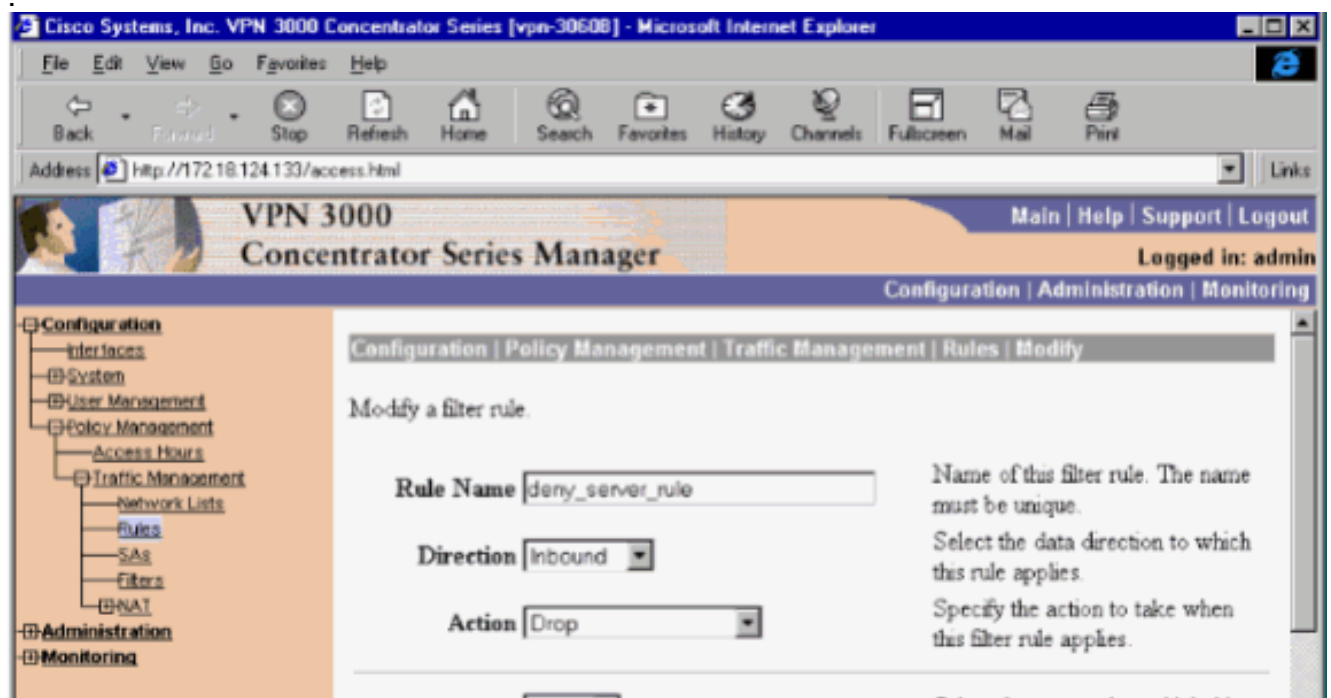 Cisco Systems, Inc. VPN 3000 Concentrator Series [vpn-3060B] - Microsoft Internet Explorer
File Edit View Go Favorites Help
Back Forward Stop Refresh Home Search Favorites History Channels Fullscreen Mail Print
Address http://172.18.124.133/access.html Links
VPN 3000
Concentrator Series Manager
Main | Help | Support | Logout
Logged in: admin
Configuration | Administration | Monitoring
Configuration
Interfaces
System
User Management
Policy Management
Access Hours
Traffic Management
Network Lists
Rules
SAs
Filters
NAT
Administration
Monitoring
Configuration | Policy Management | Traffic Management | Rules | Modify
Modify a filter rule.
Rule Name deny_server_rule
Name of this filter rule. The name
must be unique.
Direction Inbound
Select the data direction to which
this rule applies.
Action Drop
Specify the action to take when
this filter rule applies.